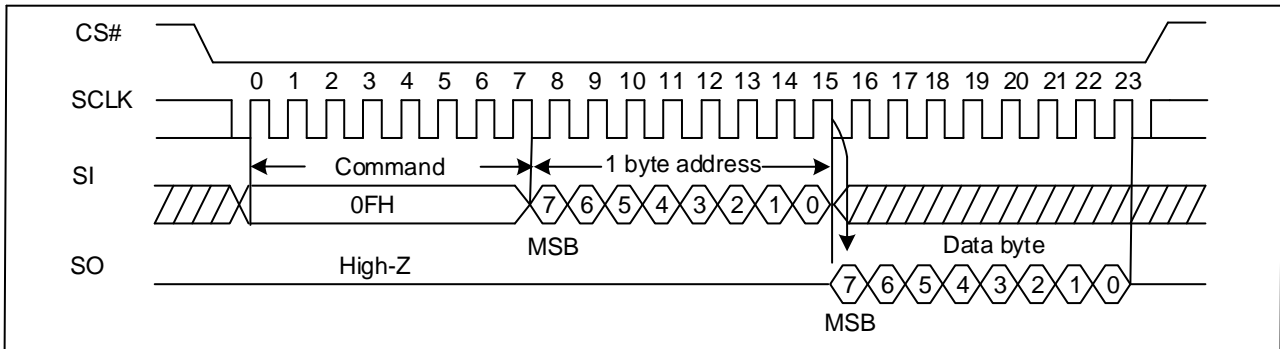 CS#
0 1 2 3 4 5 6 7 8 9 10 11 12 13 14 15 16 17 18 19 20 21 22 23
SCLK
Command 1 byte address
SI
0FH 7 6 5 4 3 2 1 0
MSB Data byte
SO High-Z
7 6 5 4 3 2 1 0
MSB